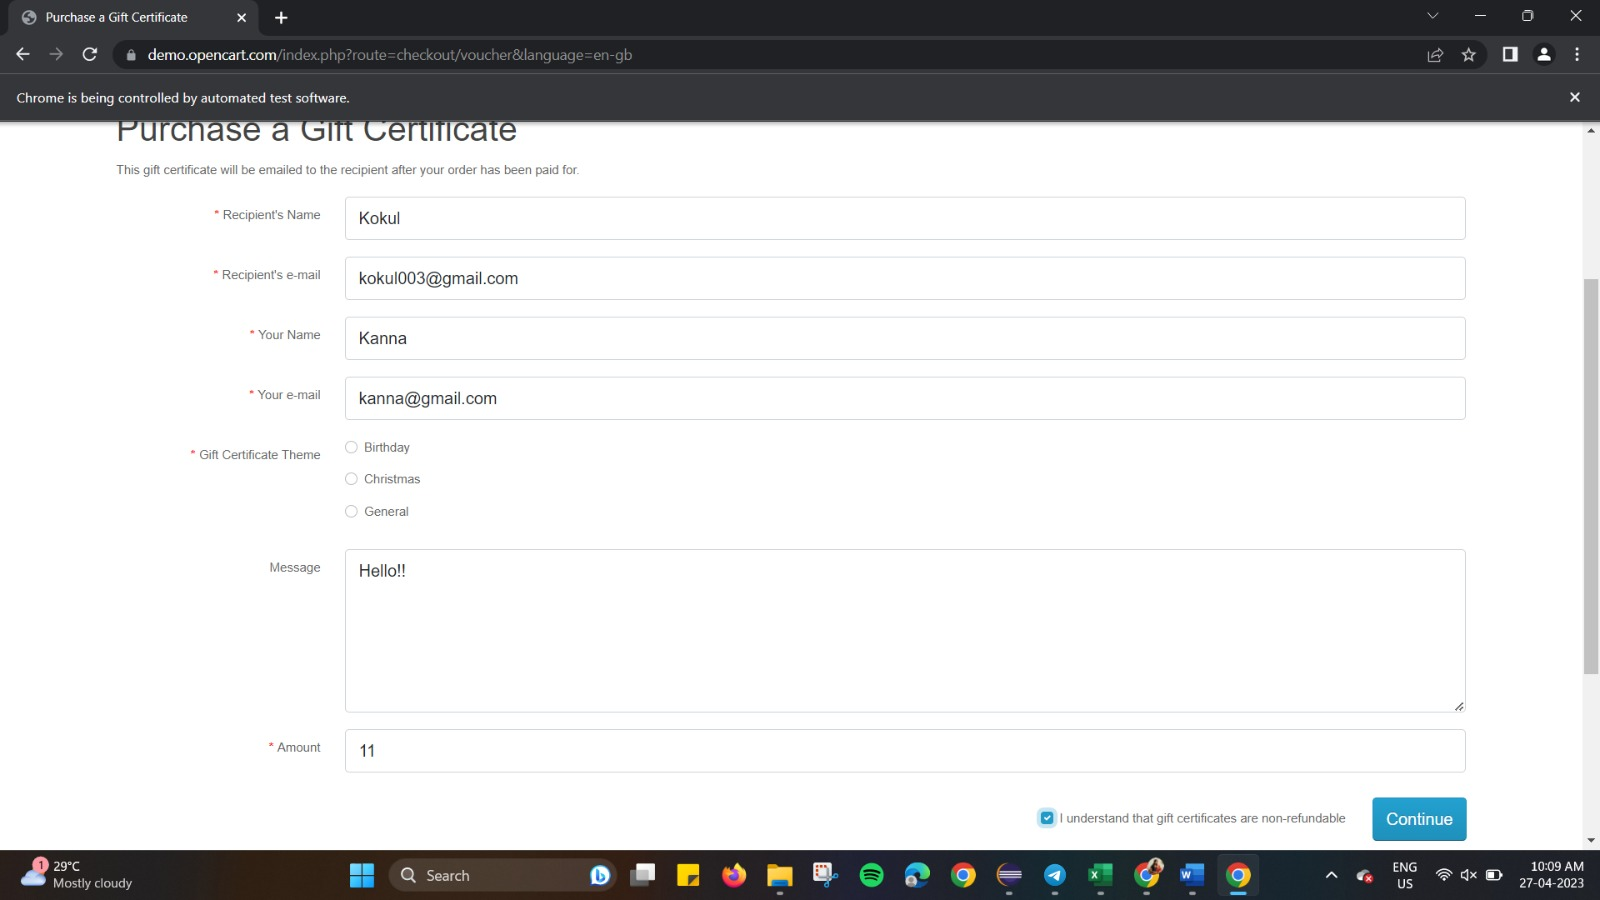 Purchase a Gift Certificate
demo.opencart.com/index.php?route=checkout/voucher&language=en-gb
Chrome is being controlled by automated test software.
Purchase a Gift Certificate
This gift certificate will be emailed to the recipient after your order has been paid for.
* Recipient's Name
Kokul
* Recipient's e-mail
kokul003@gmail.com
* Your Name
Kanna
* Your e-mail
kanna@gmail.com
* Gift Certificate Theme
Birthday
Christmas
General
Message
Hello!!
* Amount
11
I understand that gift certificates are non-refundable
Continue
1
29°C
Mostly cloudy
Search
ENG
US
10:09 AM
27-04-2023